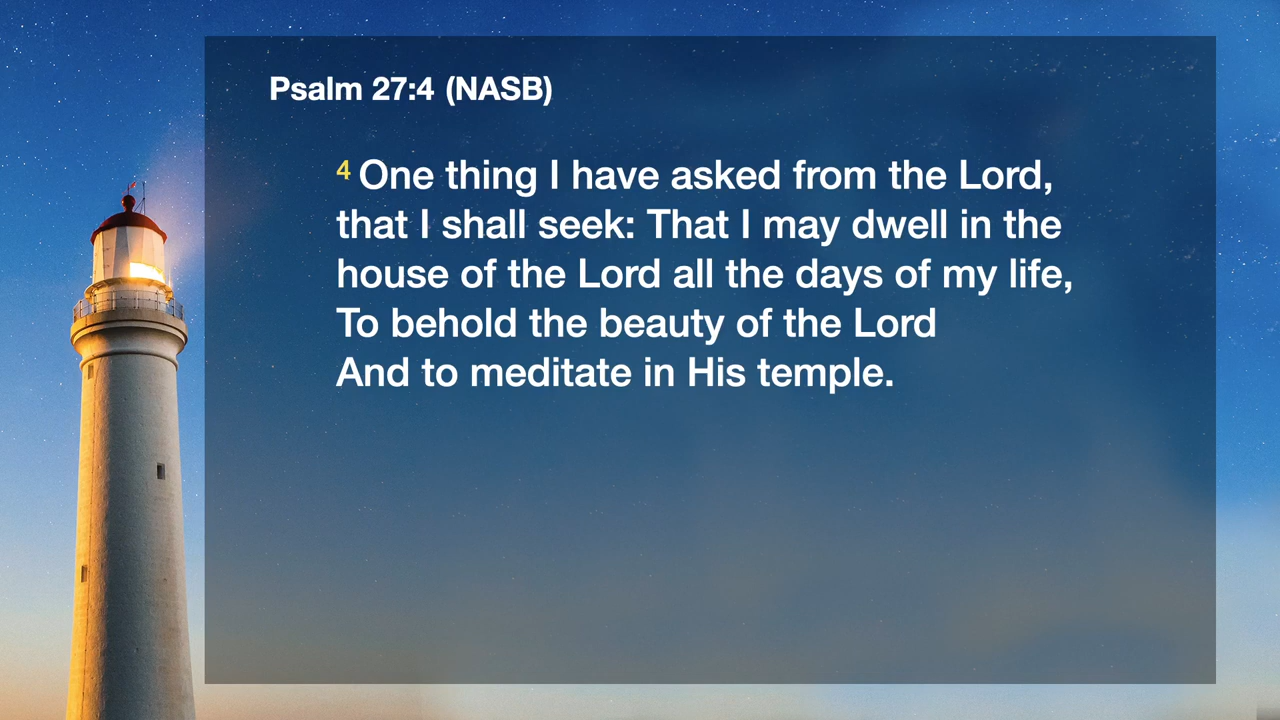 Psalm 27:4 (NASB)
4 One thing I have asked from the Lord,
that I shall seek: That I may dwell in the
house of the Lord all the days of my life,
To behold the beauty of the Lord
And to meditate in His temple.